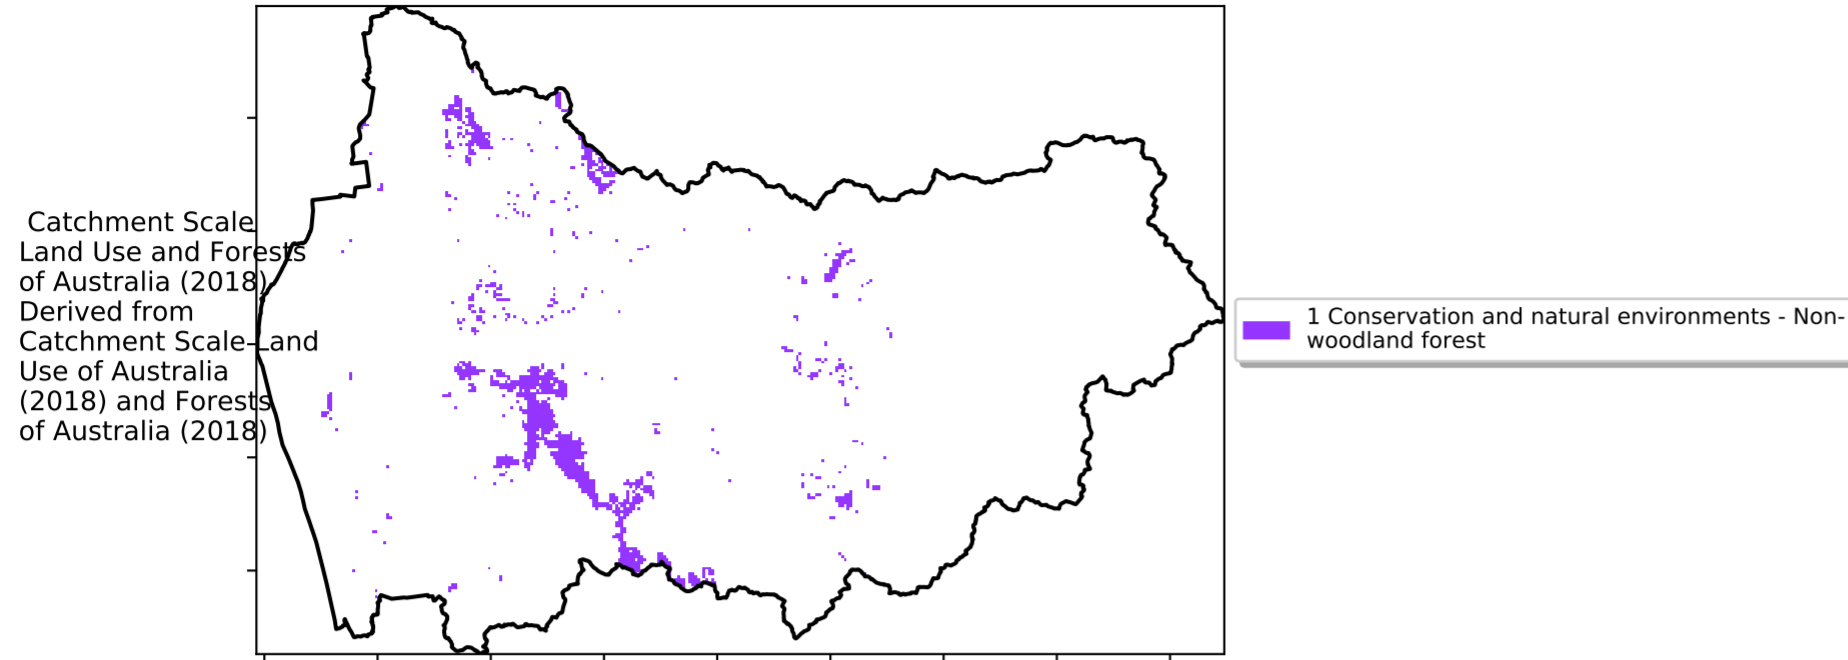 Catchment Scale
Land Use and Forests
of Australia (2018)
Derived from
Catchment Scale Land
Use of Australia
(2018) and Forests
of Australia (2018)
1 Conservation and natural environments - Non-
woodland forest